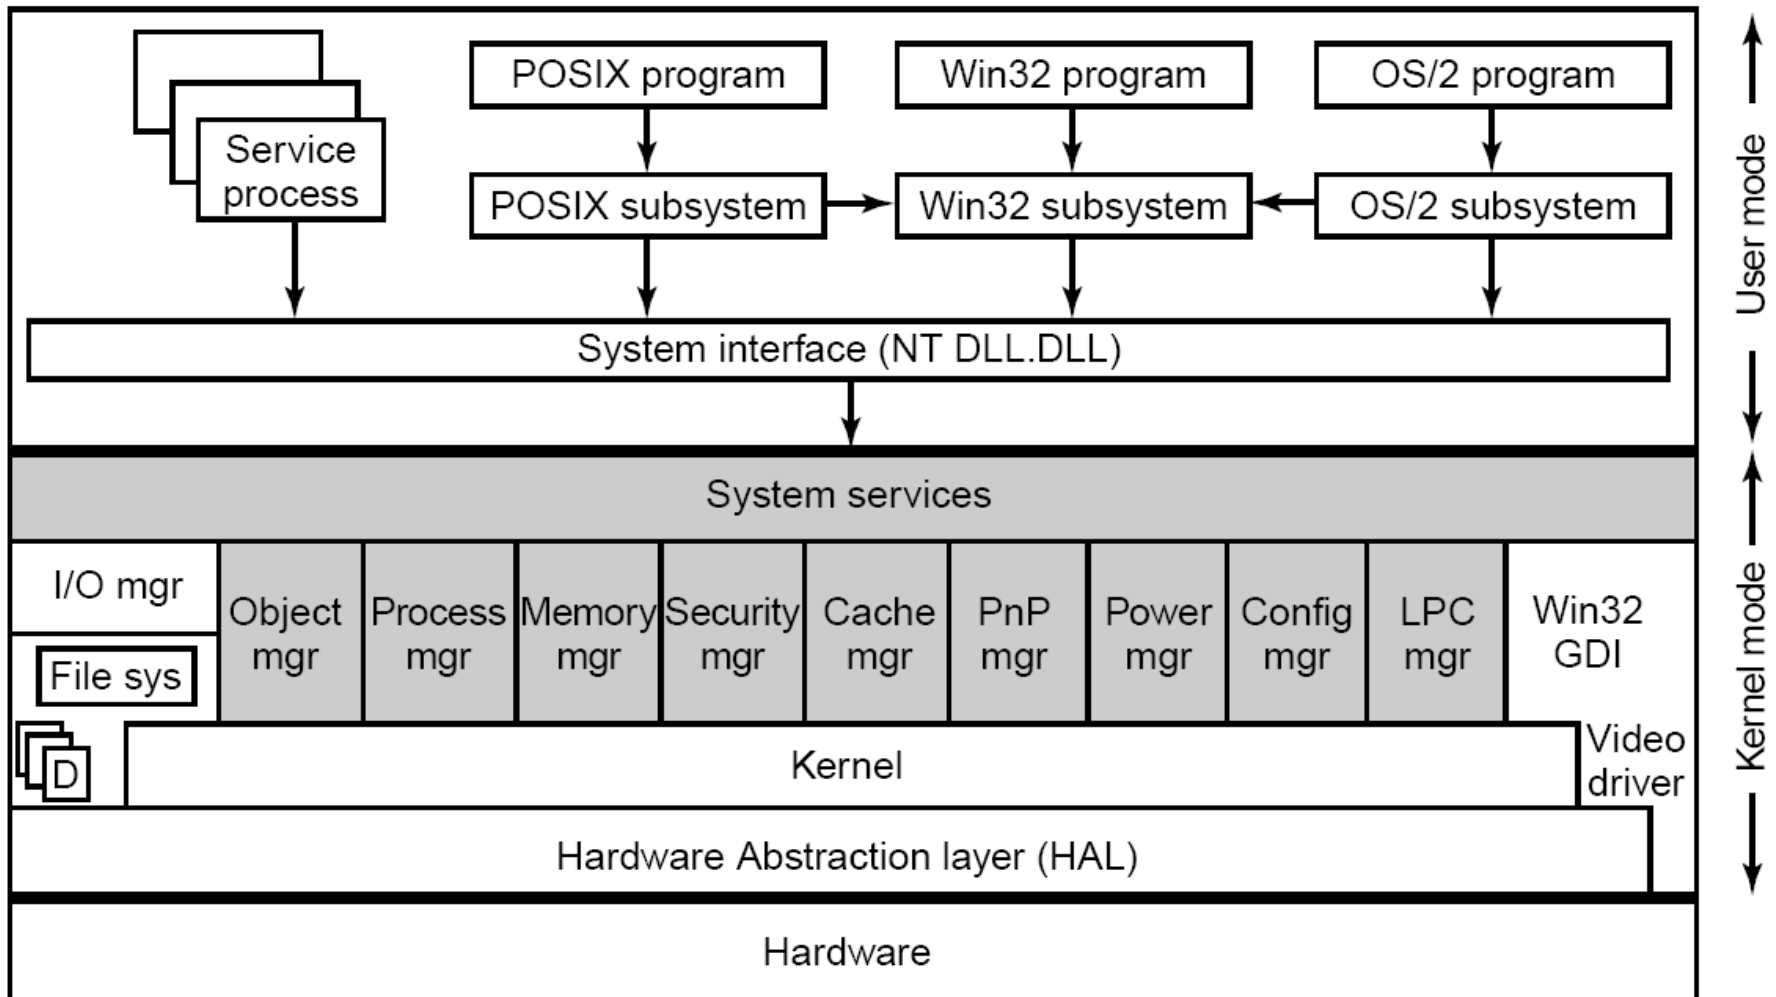 POSIX program
Win32 program
OS/2 program
Service
process
POSIX subsystem
Win32 subsystem
OS/2 subsystem
System interface (NT DLL.DLL)
User mode
System services
I/O mgr
File sys
D
Object
mgr
Process
mgr
Memory
mgr
Security
mgr
Cache
mgr
PnP
mgr
Power
mgr
Config
mgr
LPC
mgr
Win32
GDI
Video
driver
Kernel
Hardware Abstraction layer (HAL)
Kernel mode
Hardware